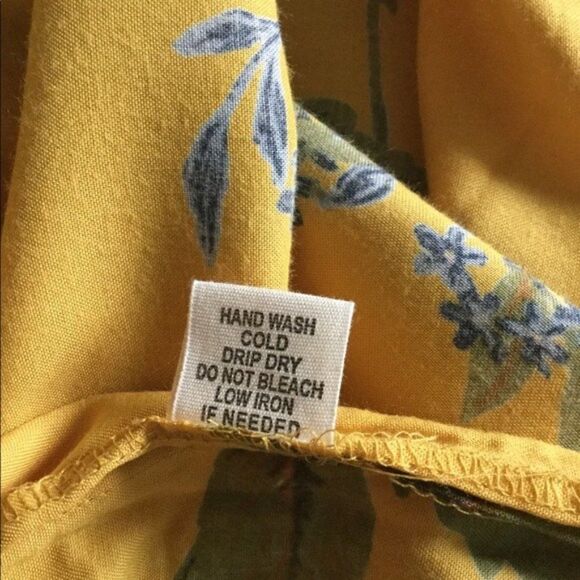 HAND WASH
COLD
DRIP DRY
DO NOT BLEACH
LOW IRON
IF NEEDED